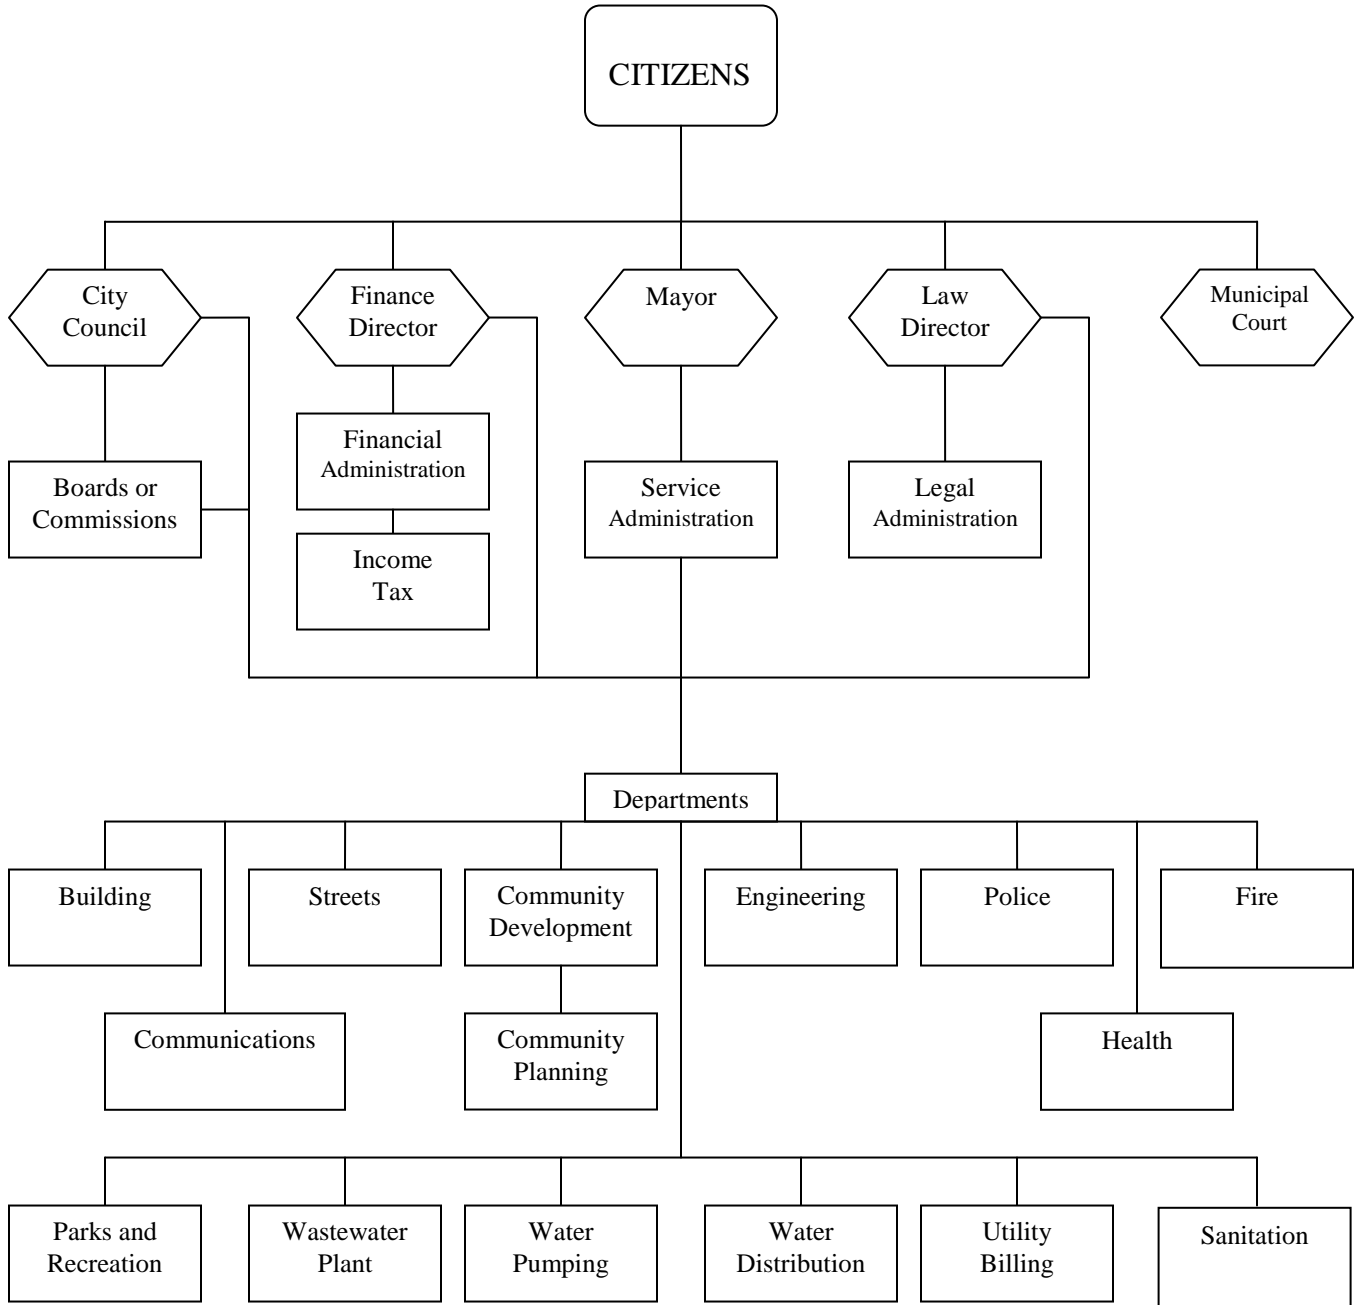 CITIZENS
City
Council
Finance
Director
Mayor
Law
Director
Municipal
Court
Financial
Administration
Boards or
Commissions
Service
Administration
Legal
Administration
Income
Tax
Departments
Building
Streets
Community
Development
Engineering
Police
Fire
Communications
Community
Planning
Health
Parks and
Recreation
Wastewater
Plant
Water
Pumping
Water
Distribution
Utility
Billing
Sanitation